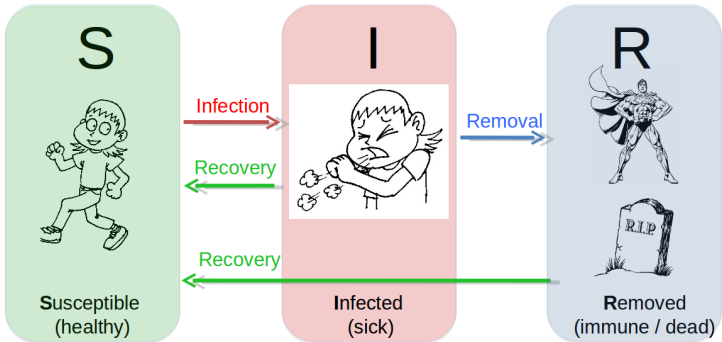 S
I
R
Infection
Removal
Recovery
R.I.P
Recovery
Susceptible
(healthy)
Infected
(sick)
Removed
(immune / dead)